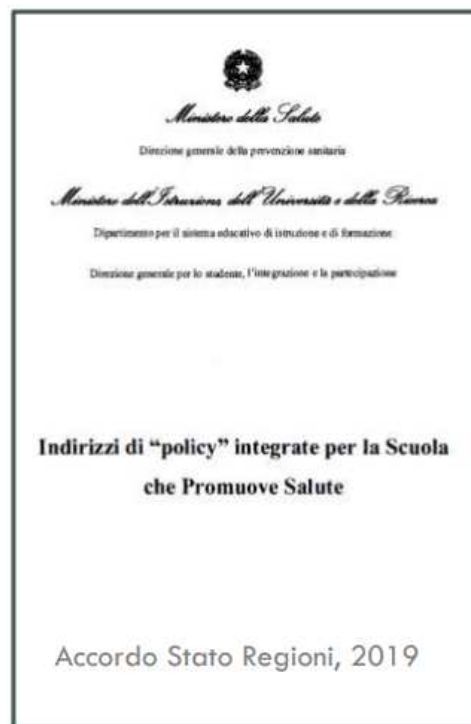 Ministero della Salute
Direzione generale della prevenzione sanitaria
Ministero dell'Istruzione dell'Università e della Ricerca
Dipartimento per il sistema educativo di istruzione e di formazione
Direzione generale per lo studente, l'integrazione e la partecipazione
Indirizzi di “policy” integrate per la Scuola
che Promuove Salute
Accordo Stato Regioni, 2019